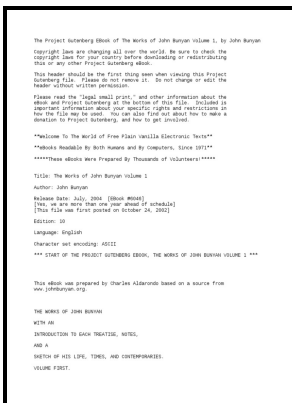 The Project Gutenberg EBook of The Works of John Bunyan Volume 1, by John Bunyan
Copyright laws are changing all over the world. Be sure to check the
copyright laws for your country before downloading or redistributing
this or any other Project Gutenberg eBook.
This header should be the first thing seen when viewing this Project
Gutenberg file. Please do not remove it. Do not change or edit the
header without written permission.
Please read the "legal small print," and other information about the
eBook and Project Gutenberg at the bottom of this file. Included is
important information about your specific rights and restrictions in
how the file may be used. You can also find out about how to make a
donation to Project Gutenberg, and how to get involved.
**Welcome To The World of Free Plain Vanilla Electronic Texts**
**eBooks Readable By Both Humans and By Computers, Since 1971**
*****These eBooks Were Prepared By Thousands of Volunteers!*****
Title: The Works of John Bunyan Volume 1
Author: John Bunyan
Release Date: July, 2004 [EBook #6046]
[Yes, we are more than one year ahead of schedule]
[This file was first posted on October 24, 2002]
Edition: 10
Language: English
Character set encoding: ASCII
*** START OF THE PROJECT GUTENBERG EBOOK, THE WORKS OF JOHN BUNYAN VOLUME 1 ***
This eBook was prepared by Charles Aldarondo based on a source from
www.johnbunyan.org.
THE WORKS OF JOHN BUNYAN
WITH AN
INTRODUCTION TO EACH TREATISE, NOTES,
AND A
SKETCH OF HIS LIFE, TIMES, AND CONTEMPORARIES.
VOLUME FIRST.